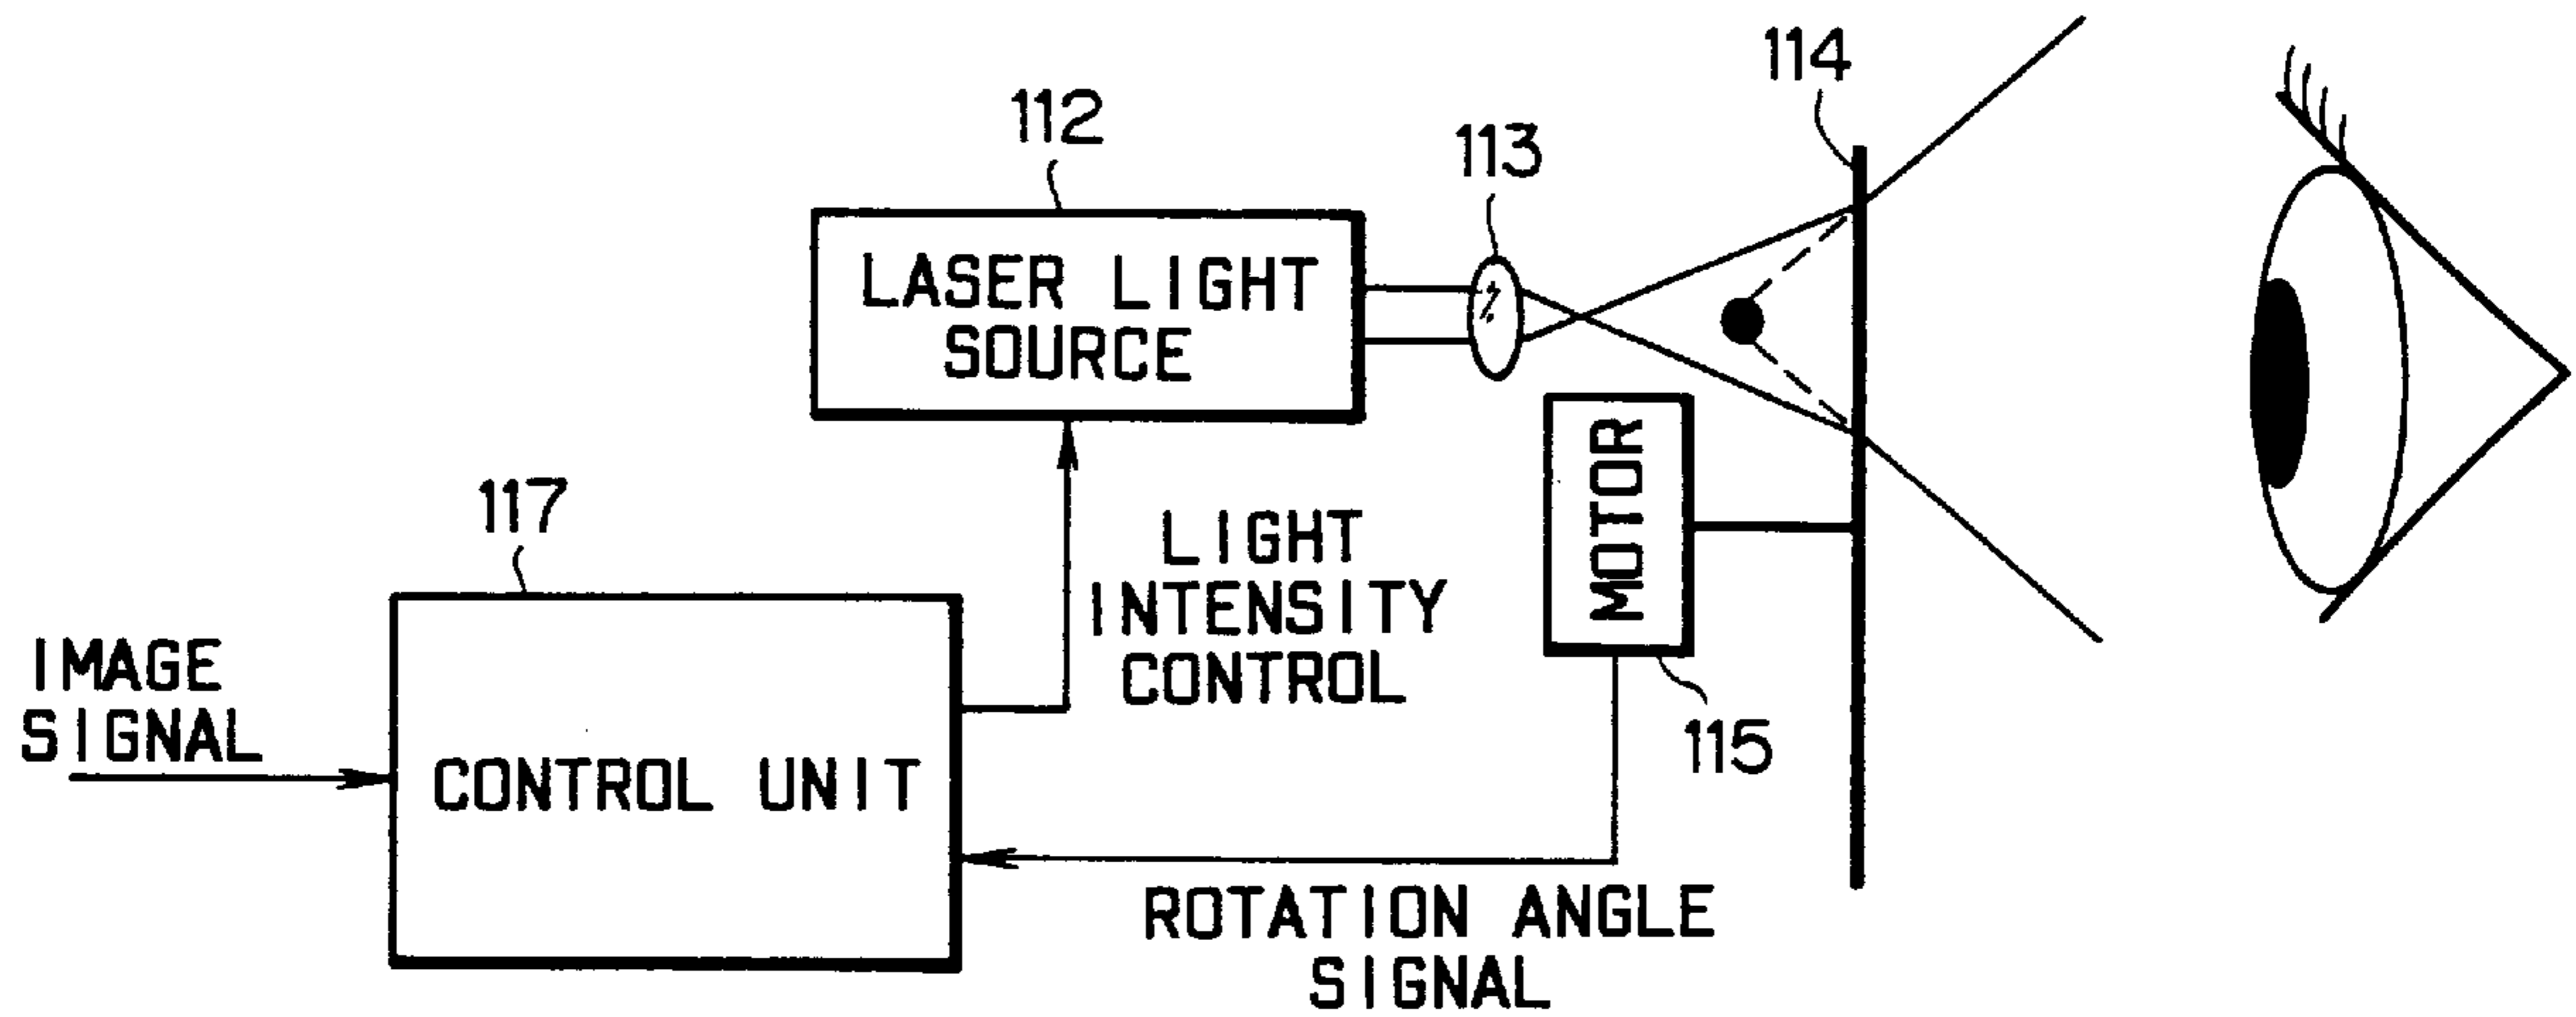 114
112
113
LASER LIGHT
SOURCE
MOTOR
117
LIGHT
INTENSITY
CONTROL
IMAGE
SIGNAL
115
CONTROL UNIT
ROTATION ANGLE
SIGNAL